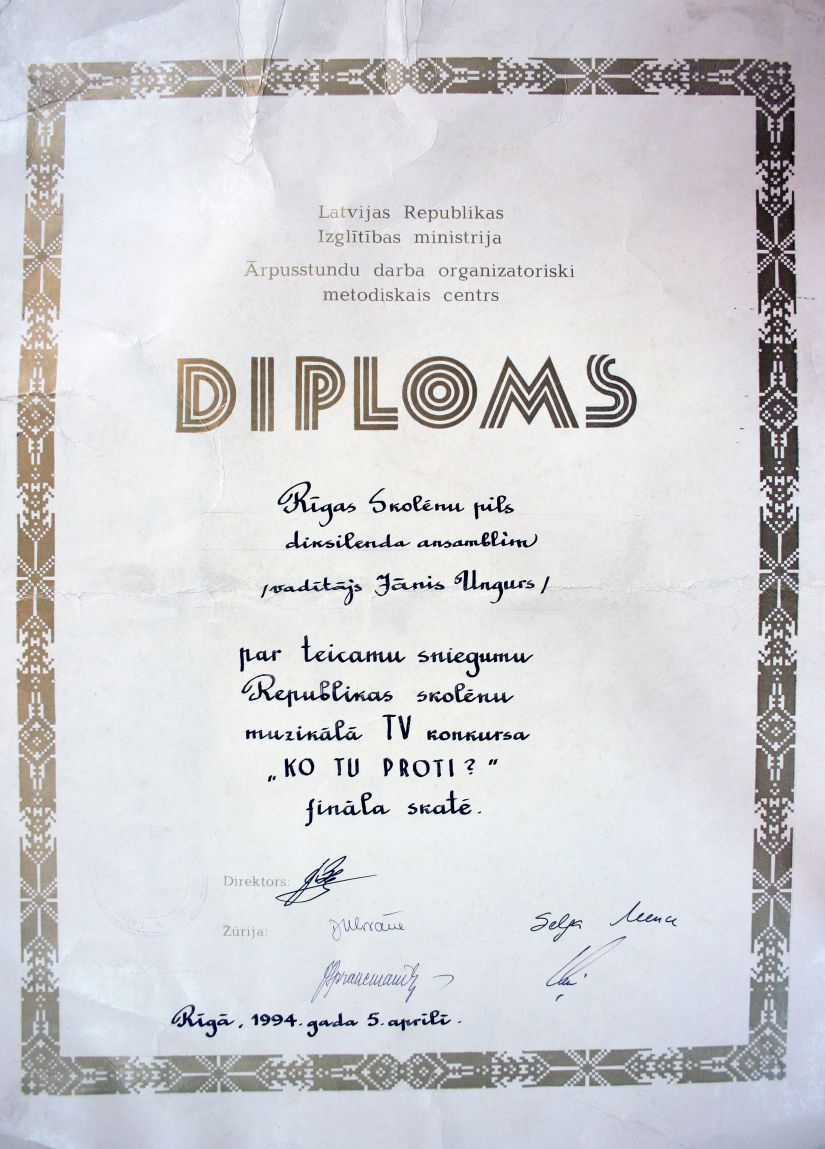 Latvijas Republikas
Izglītības ministrija
Ārpusstundu darba organizatoriski
metodiskais centrs
DIPLOMS
Rīgas Skolēnu pils
diksilenda ansamblim
/vadītājs Jānis Ungurs/
par teicamu sniegumu
Republikas skolēnu
muzikālā TV konkursa
„KO TU PROTI?"
fināla skatē.
Direktors:
Žūrija:
Selga
Rīgā, 1994. gada 5. aprīlī.